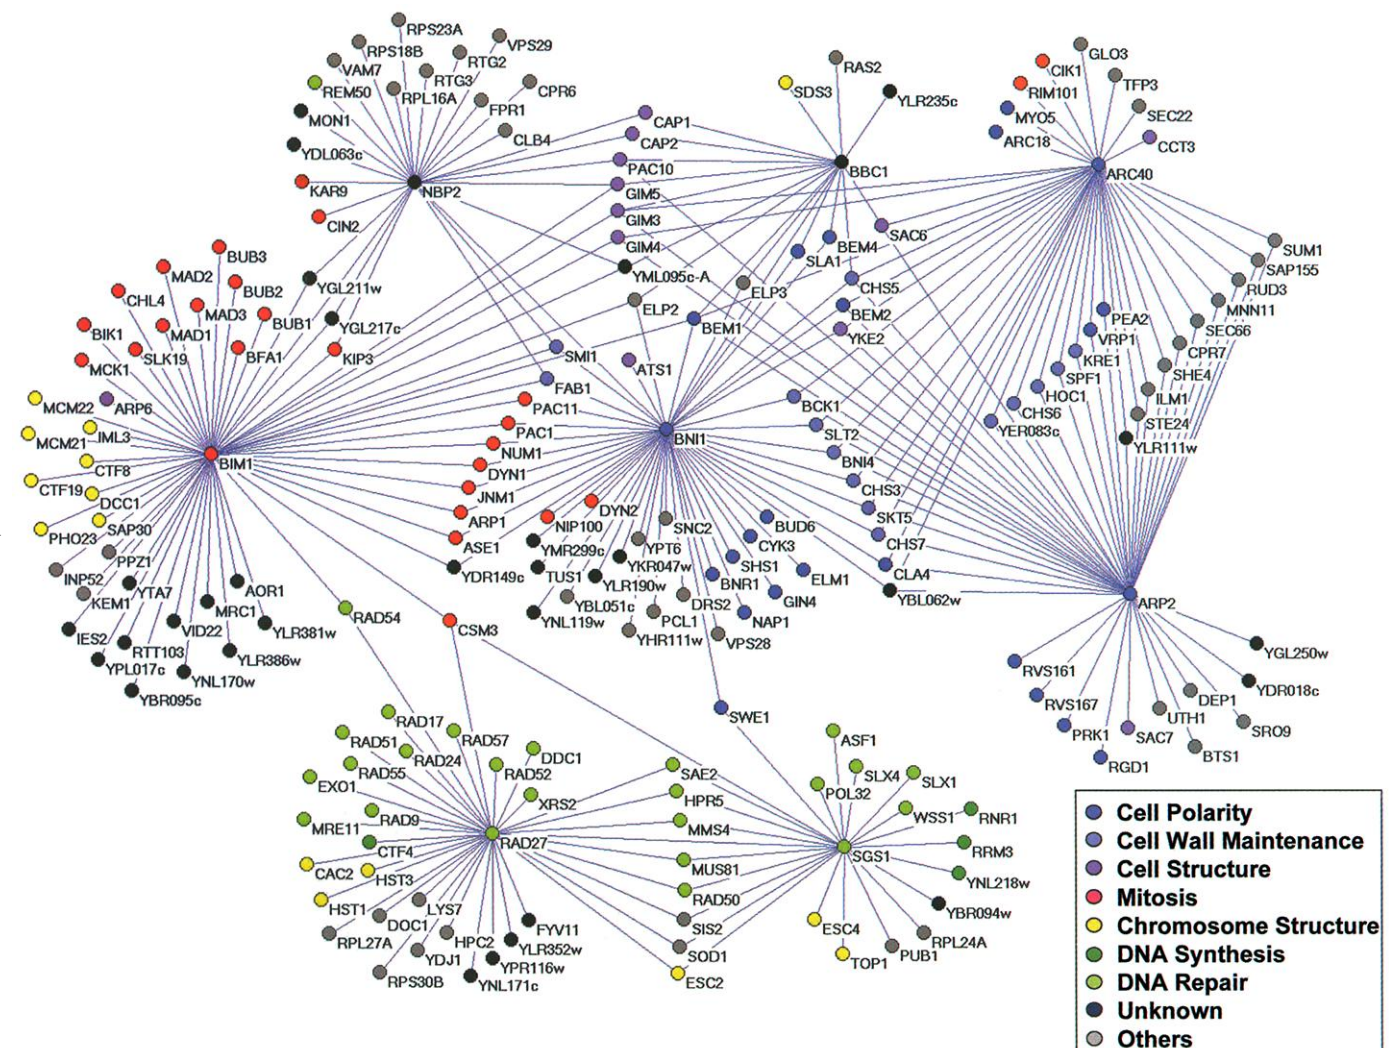 RPS23A
RPS18B
VPS29
RTG2
VAM7
RTG3
REM50
RPL16A
CPR6
FPR1
MON1
CLB4
YDL063c
KAR9
NBP2
CIN2
CAP1
CAP2
PAC10
GIM5
GIM3
GIM4
YML095c-A
ELP2
ELP3
RAS2
SDS3
YLR235c
BBC1
GLO3
CIK1
TFP3
RIM101
MYO5
SEC22
ARC18
CCT3
ARC40
SAC6
BEM4
SLA1
CHS5
BEM2
YKE2
BEM1
SUM1
SAP155
RUD3
MNN11
SEC66
CPR7
SHE4
ILM1
STE24
YLR111w
PEA2
VRP1
KRE1
SPF1
HOC1
CHS6
YER083c
BUB3
MAD2
BUB2
CHL4
MAD3
BUB1
BIK1
MAD1
SLK19
BFA1
MCK1
YGL211w
YGL217c
KIP3
SMI1
FAB1
ATS1
MCM22
ARP6
MCM21
IML3
CTF8
BIM1
CTF19
DCC1
PHO23
SAP30
PPZ1
INP52
KEM1
YTA7
AOR1
MRC1
IES2
VID22
YLR381w
RTT103
YPL017c
YLR386w
YNL170w
YBR095c
PAC11
PAC1
NUM1
DYN1
JNM1
ARP1
ASE1
YDR149c
BNI1
BCK1
SLT2
BNI4
CHS3
SKT5
CHS7
CLA4
YBL062w
DYN2
NIP100
SNC2
BUD6
YMR299c
YPT6
CYK3
TUS1
YKR047w
SHS1
YLR190w
BNR1
ELM1
YBL051c
DRS2
GIN4
YNL119w
PCL1
NAP1
YHR111w
VPS28
RAD54
CSM3
SWE1
ARP2
YGL250w
RVS161
YDR018c
RVS167
DEP1
UTH1
PRK1
SAC7
SRO9
BTS1
RGD1
RAD17
RAD51
RAD57
RAD24
DDC1
RAD55
RAD52
EXO1
XRS2
MRE11
RAD9
RAD27
CTF4
CAC2
HST3
HST1
LYS7
DOC1
FYV11
RPL27A
HPC2
YLR352w
YDJ1
YPR116w
RPS30B
YNL171c
SAE2
HPR5
MMS4
MUS81
RAD50
SIS2
SOD1
ESC2
ASF1
SLX4
SLX1
POL32
WSS1
RNR1
SGS1
RRM3
YNL218w
YBR094w
ESC4
RPL24A
TOP1
PUB1
Cell Polarity
Cell Wall Maintenance
Cell Structure
Mitosis
Chromosome Structure
DNA Synthesis
DNA Repair
Unknown
Others